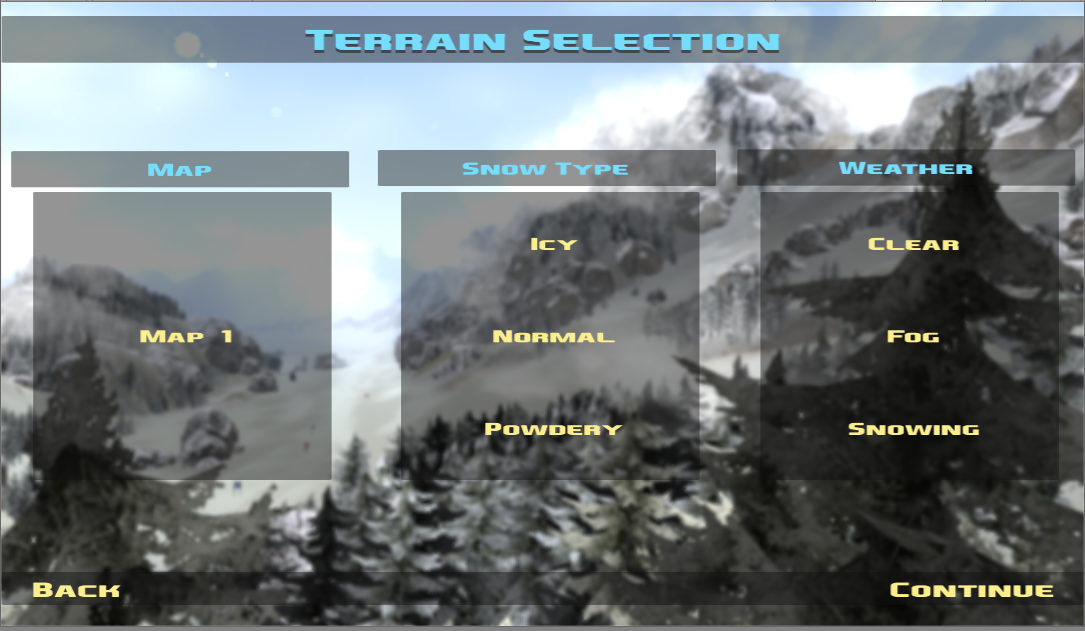 Terrain Selection
Map
Snow Type
Weather
Map 1
Icy
Normal
Powdery
Clear
Fog
Snowing
Back
Continue